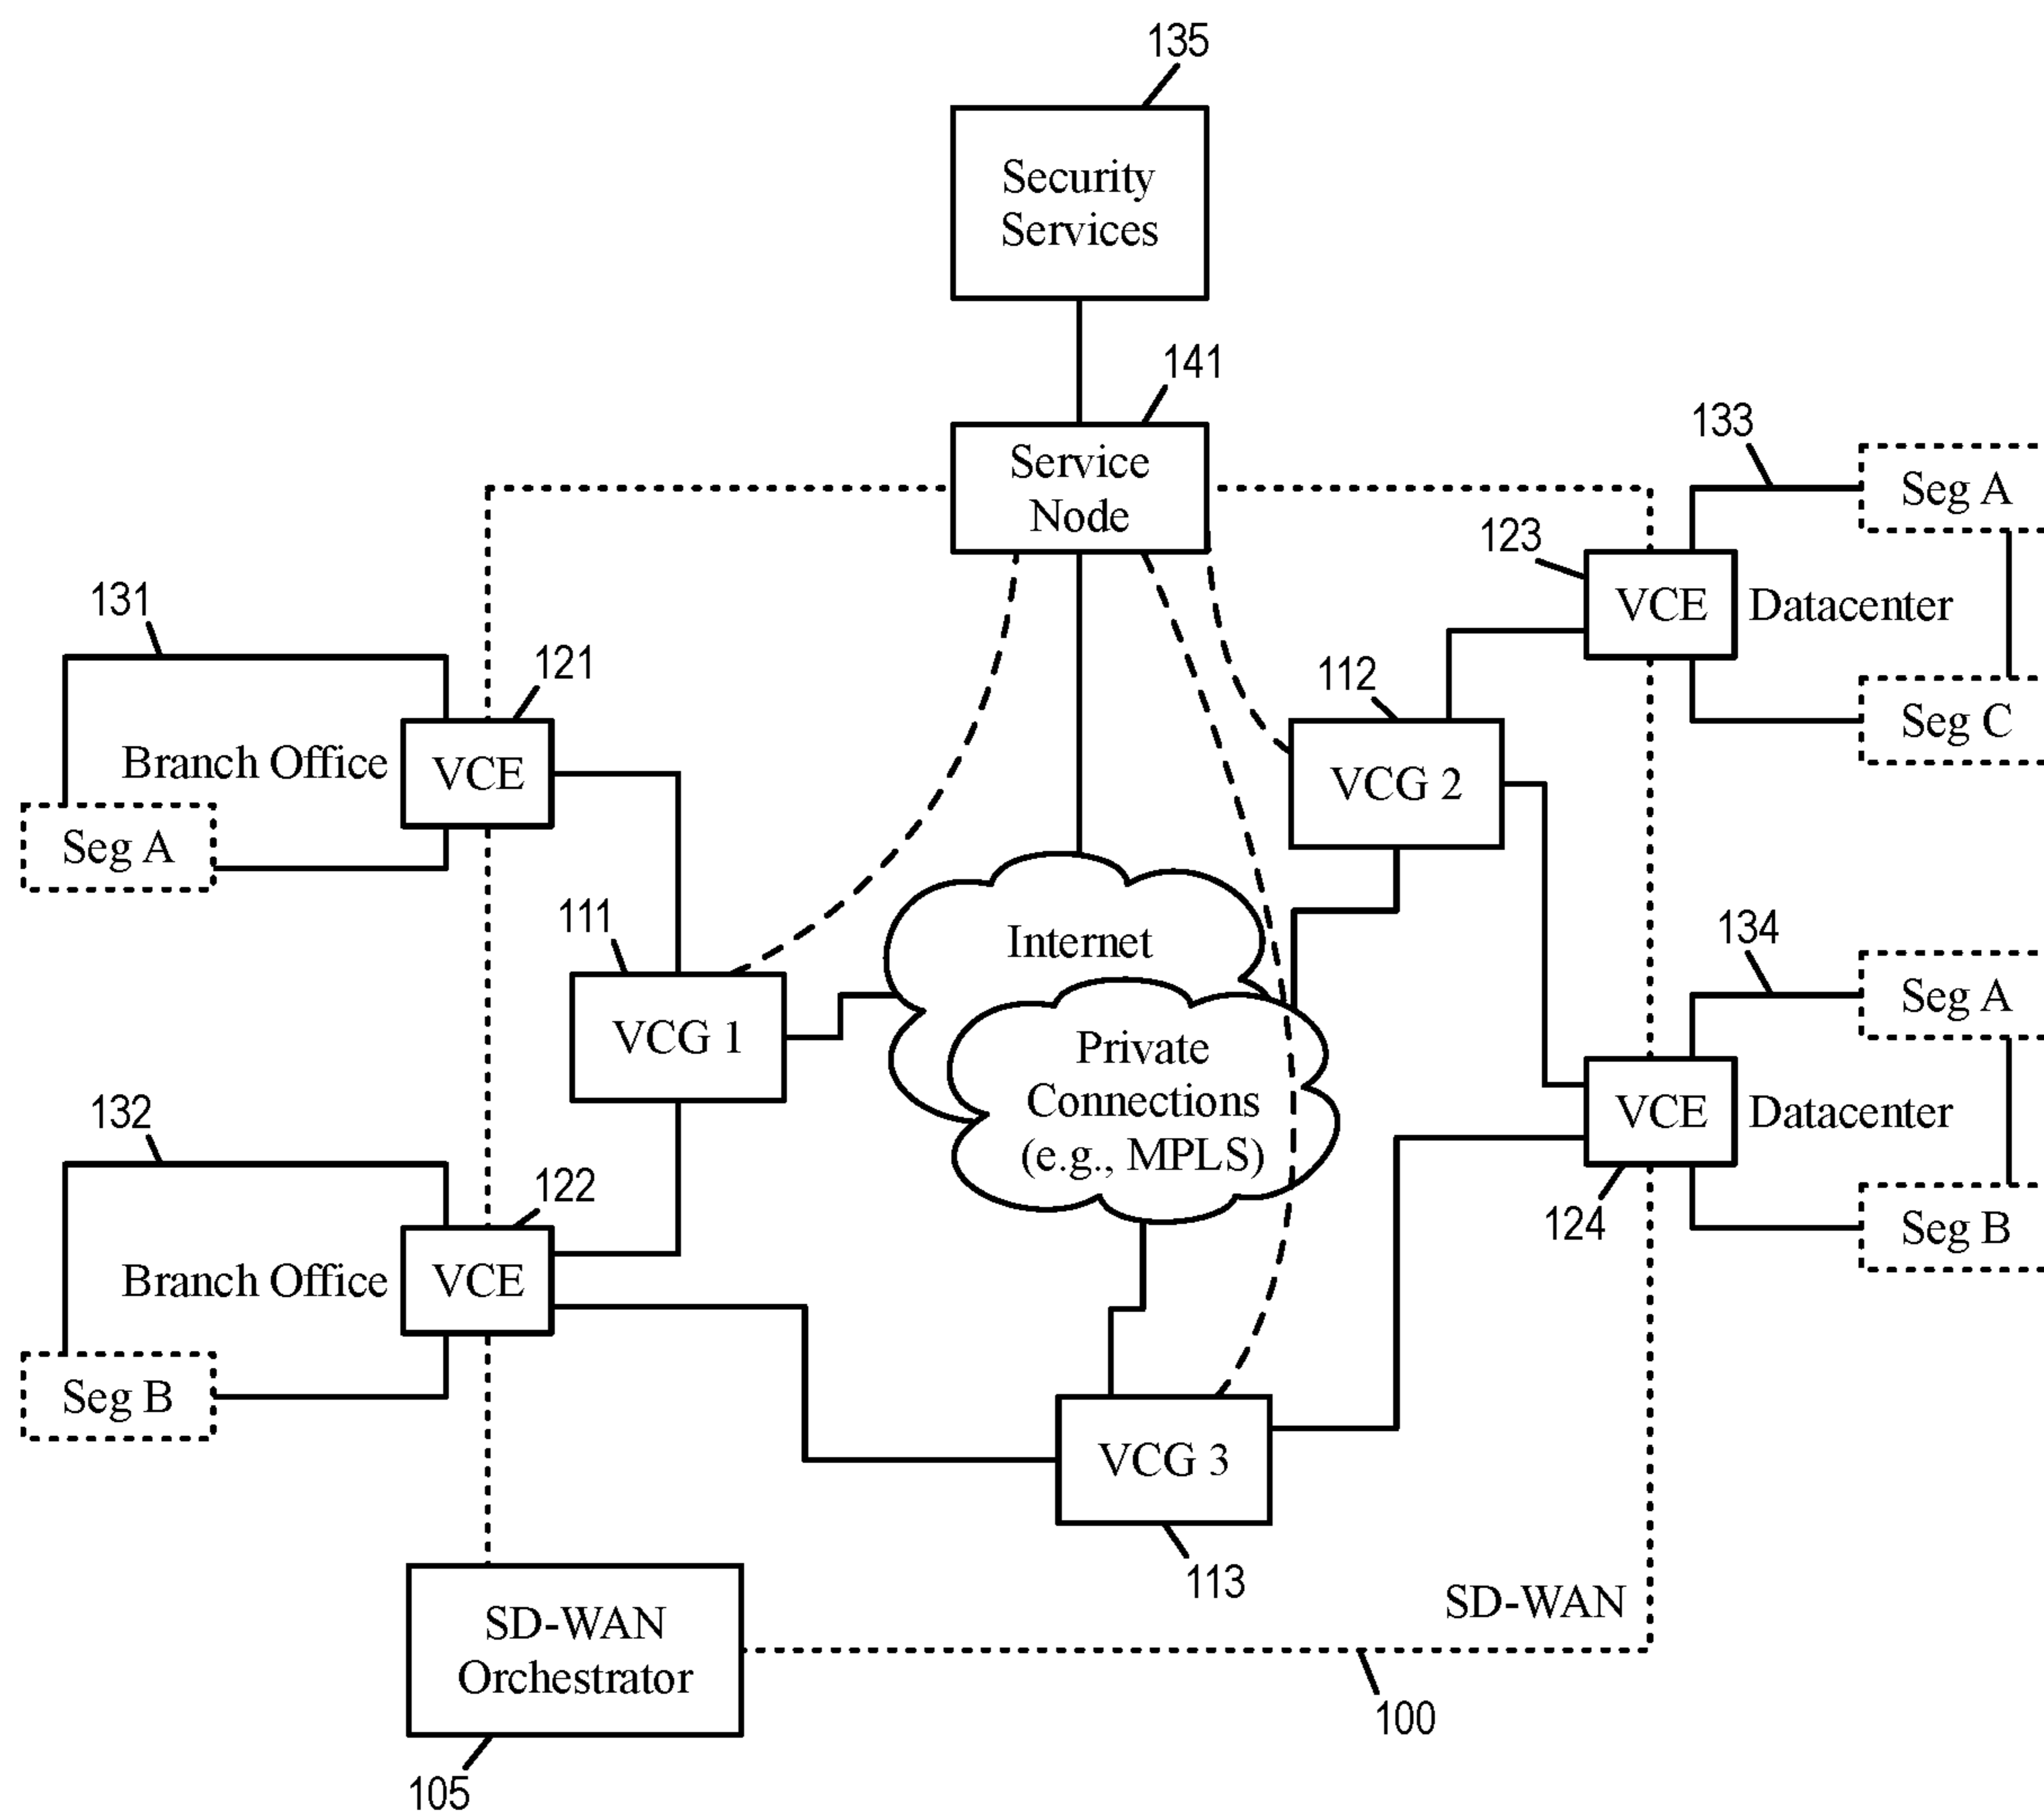 135
Security
Services
141
Service
Node
133
Seg A
123
VCE
Datacenter
Seg C
131
121
Branch Office
VCE
Seg A
112
VCG 2
111
VCG 1
Internet
Private
Connections
(e.g., MPLS)
134
Seg A
VCE
Datacenter
124
Seg B
132
122
Branch Office
VCE
Seg B
VCG 3
113
SD-WAN
Orchestrator
105
SD-WAN
100